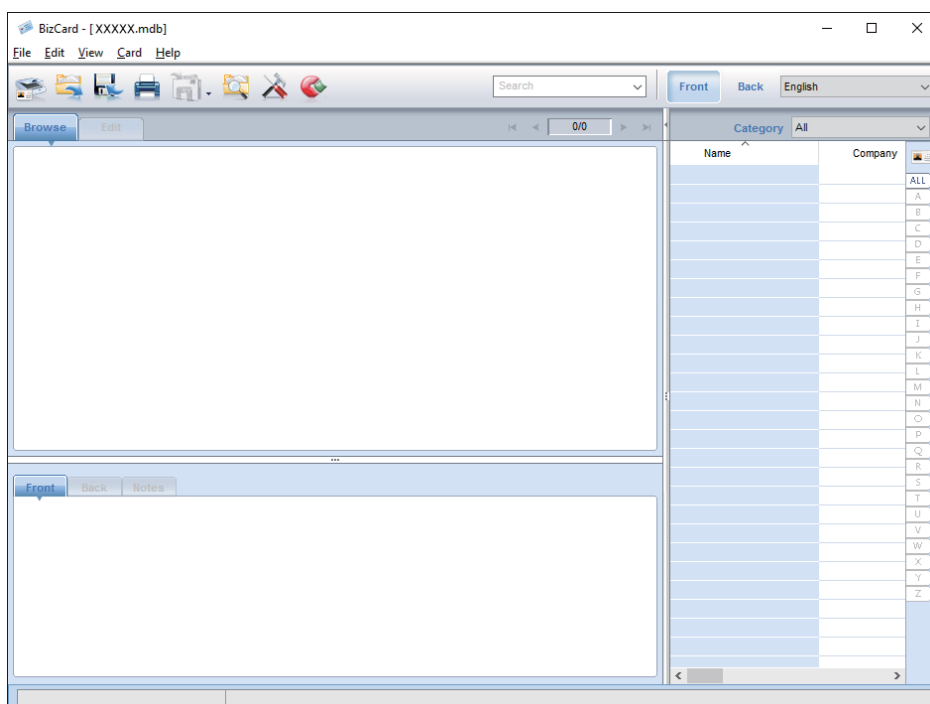 BizCard - [ XXXXX.mdb]
File Edit View Card Help
Search
Front Back English
Browse Edit 0/0 Category All
Name Company
ALL
A
B
C
D
E
F
G
H
I
J
K
L
M
N
O
P
Q
R
S
T
U
V
W
X
Y
Z
Front Back Notes